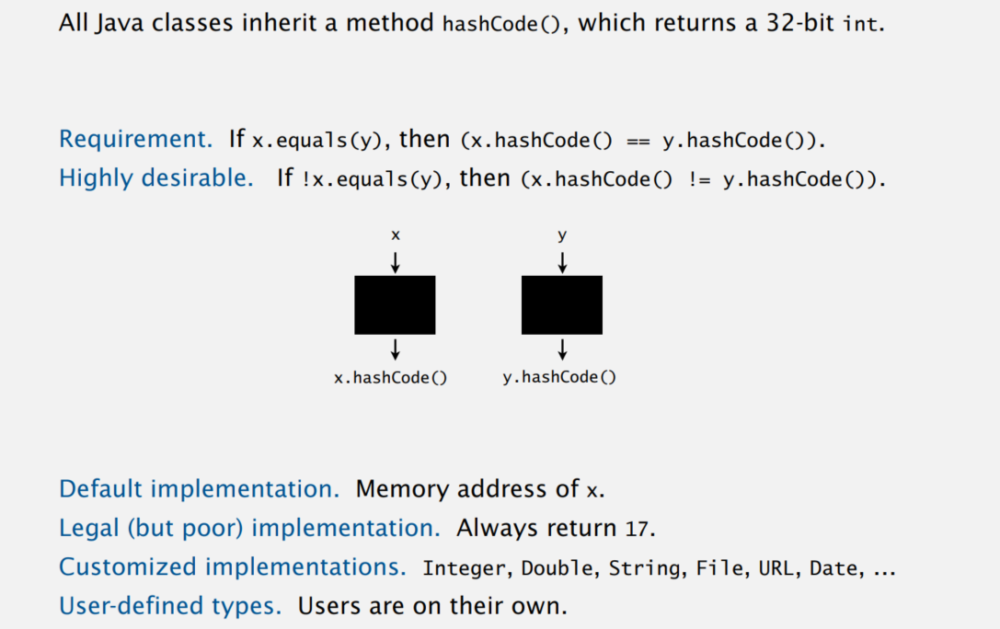 All Java classes inherit a method hashCode(), which returns a 32-bit int.
Requirement. If x.equals(y), then (x.hashCode() == y.hashCode()).
Highly desirable. If !x.equals(y), then (x.hashCode() != y.hashCode()).
x y
x.hashCode() y.hashCode()
Default implementation. Memory address of x.
Legal (but poor) implementation. Always return 17.
Customized implementations. Integer, Double, String, File, URL, Date, ...
User-defined types. Users are on their own.